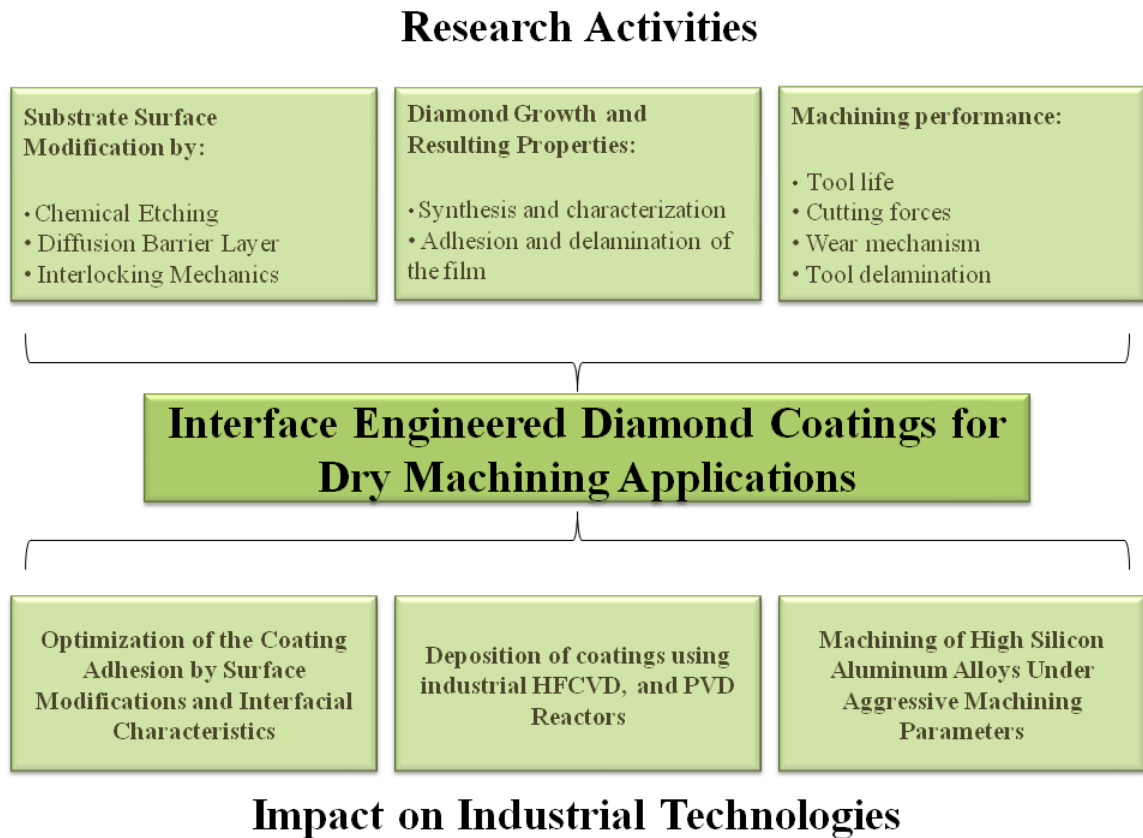 Research Activities
Substrate Surface
Modification by:
• Chemical Etching
• Diffusion Barrier Layer
• Interlocking Mechanics
Diamond Growth and
Resulting Properties:
• Synthesis and characterization
• Adhesion and delamination of
the film
Machining performance:
• Tool life
• Cutting forces
• Wear mechanism
• Tool delamination
Interface Engineered Diamond Coatings for
Dry Machining Applications
Optimization of the Coating
Adhesion by Surface
Modifications and Interfacial
Characteristics
Deposition of coatings using
industrial HFCVD, and PVD
Reactors
Machining of High Silicon
Aluminum Alloys Under
Aggressive Machining
Parameters
Impact on Industrial Technologies